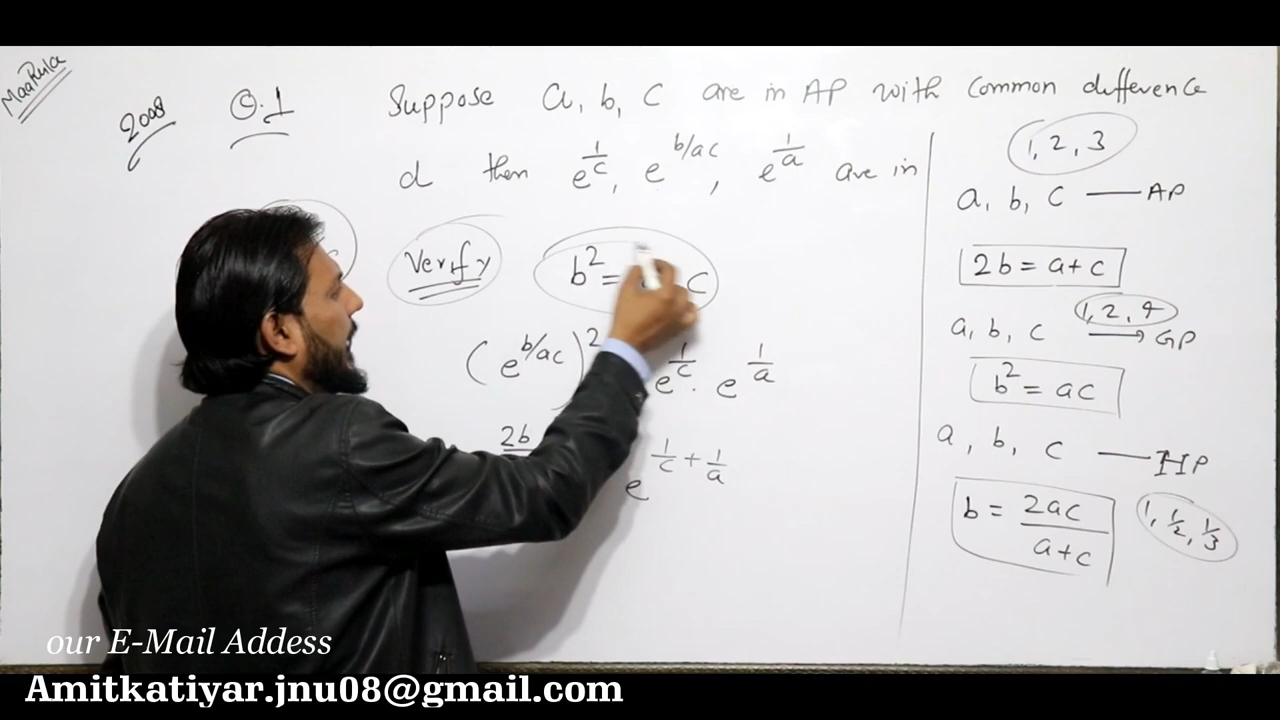 MaaRula
2008 Q.1 Suppose a, b, c are in AP with common difference
d then e^{1/c}, e^{b/ac}, e^{1/a} are in
Verify b² = c
(e^{b/ac})² e^{1/c} · e^{1/a}
2b e^{1/c + 1/a}
1, 2, 3
a, b, c — AP
2b = a+c
1, 2, 4
a, b, c → GP
b² = ac
a, b, c — HP
b = 2ac/(a+c) 1, 1/2, 1/3
our E-Mail Addess
Amitkatiyar.jnu08@gmail.com